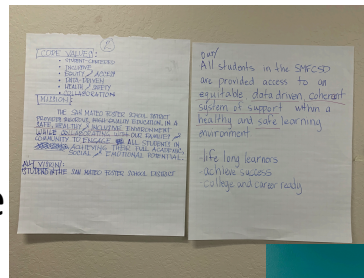 CORE VALUES:
• STUDENT-CENTERED
• INCLUSIVE
• EQUITY / ACCESS
• DATA-DRIVEN
• HEALTH / SAFETY
• COLLABORATION
MISSION:
THE SAN MATEO FOSTER SCHOOL DISTRICT
PROVIDES HIGH-QUALITY EDUCATION, IN A
SAFE, HEALTHY / INCLUSIVE ENVIRONMENT
WHILE COLLABORATING WITH OUR FAMILIES /
COMMUNITY TO ENGAGE ALL STUDENTS IN
ACHIEVING THEIR FULL ACADEMIC,
SOCIAL / EMOTIONAL POTENTIAL.
VISION:
STUDENTS IN THE SAN MATEO FOSTER SCHOOL DISTRICT
All students in the SMFCSD
are provided access to an
equitable data driven, coherent
system of support within a
healthy and safe learning
environment
-life long learners
-achieve success
-college and career ready
e